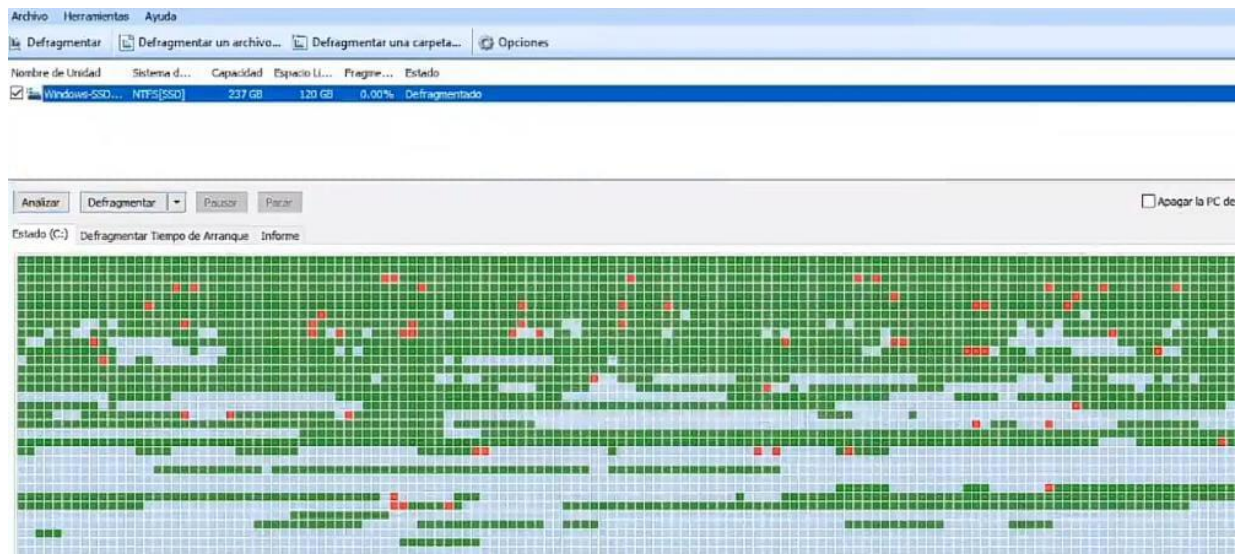 Archivo Herramientas Ayuda
Defragmentar Defragmentar un archivo... Defragmentar una carpeta... Opciones
Nombre de Unidad Sistema d... Capacidad Espacio Li... Fragme... Estado
Windows-SSD... NTFS[SSD] 237 GB 120 GB 0.00% Defragmentado
Analizar Defragmentar Pausar Parar Apagar la PC de
Estado (C:) Defragmentar Tiempo de Arranque Informe